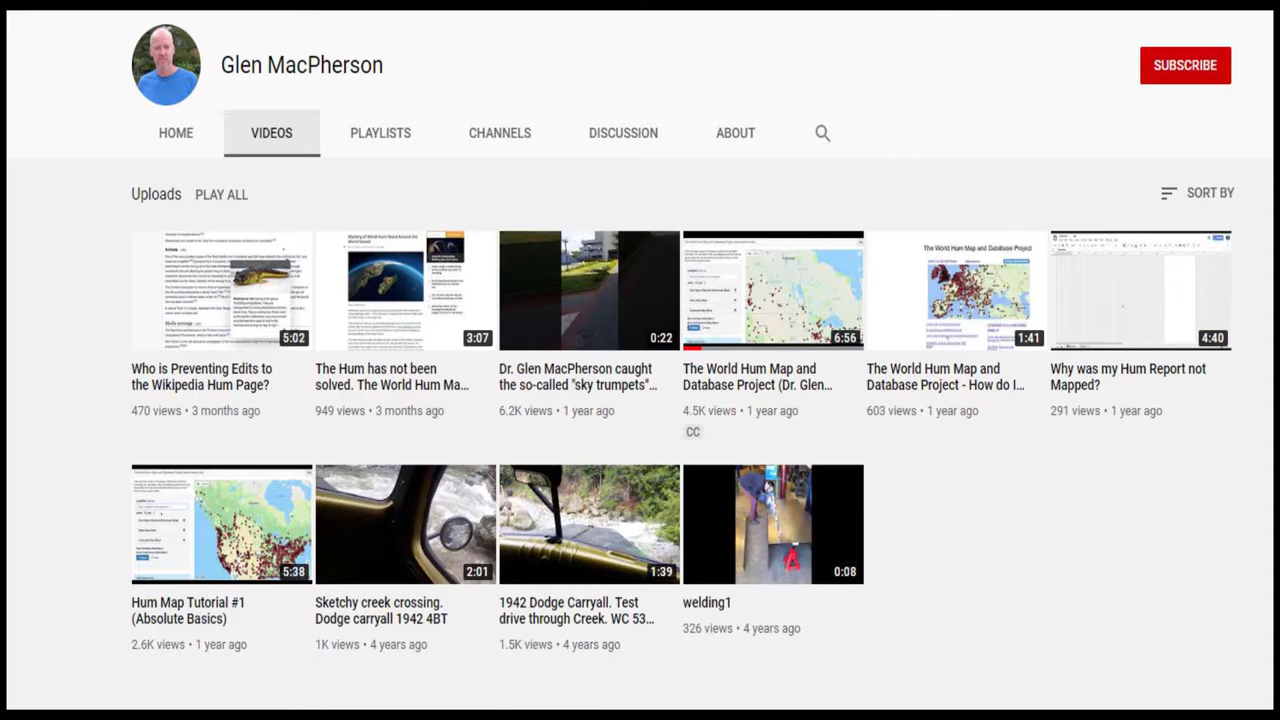 Glen MacPherson
SUBSCRIBE
HOME VIDEOS PLAYLISTS CHANNELS DISCUSSION ABOUT
Uploads PLAY ALL SORT BY
Mystery of World Hum Heard Around the
World Solved
The World Hum Map and Database Project
5:02 3:07 0:22 6:56 1:41 4:40
Who is Preventing Edits to
the Wikipedia Hum Page?
470 views • 3 months ago
The Hum has not been
solved. The World Hum Ma...
949 views • 3 months ago
Dr. Glen MacPherson caught
the so-called "sky trumpets"...
6.2K views • 1 year ago
The World Hum Map and
Database Project (Dr. Glen...
4.5K views • 1 year ago
CC
The World Hum Map and
Database Project - How do I...
603 views • 1 year ago
Why was my Hum Report not
Mapped?
291 views • 1 year ago
5:38 2:01 1:39 0:08
Hum Map Tutorial #1
(Absolute Basics)
2.6K views • 1 year ago
Sketchy creek crossing.
Dodge carryall 1942 4BT
1K views • 4 years ago
1942 Dodge Carryall. Test
drive through Creek. WC 53...
1.5K views • 4 years ago
welding1
326 views • 4 years ago